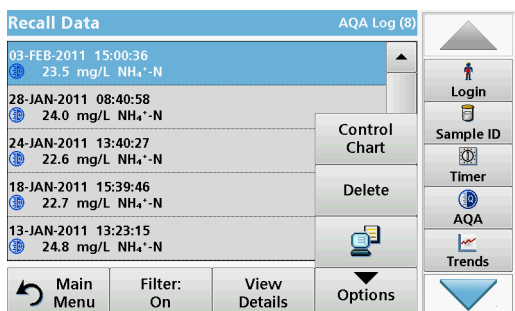 Recall Data
AQA Log (8)
03-FEB-2011 15:00:36
23.5 mg/L NH₄⁺-N
28-JAN-2011 08:40:58
24.0 mg/L NH₄⁺-N
24-JAN-2011 13:40:27
22.6 mg/L NH₄⁺-N
18-JAN-2011 15:39:46
22.7 mg/L NH₄⁺-N
13-JAN-2011 13:23:15
24.8 mg/L NH₄⁺-N
Control
Chart
Delete
Main
Menu
Filter:
On
View
Details
Options
Login
Sample ID
Timer
AQA
Trends